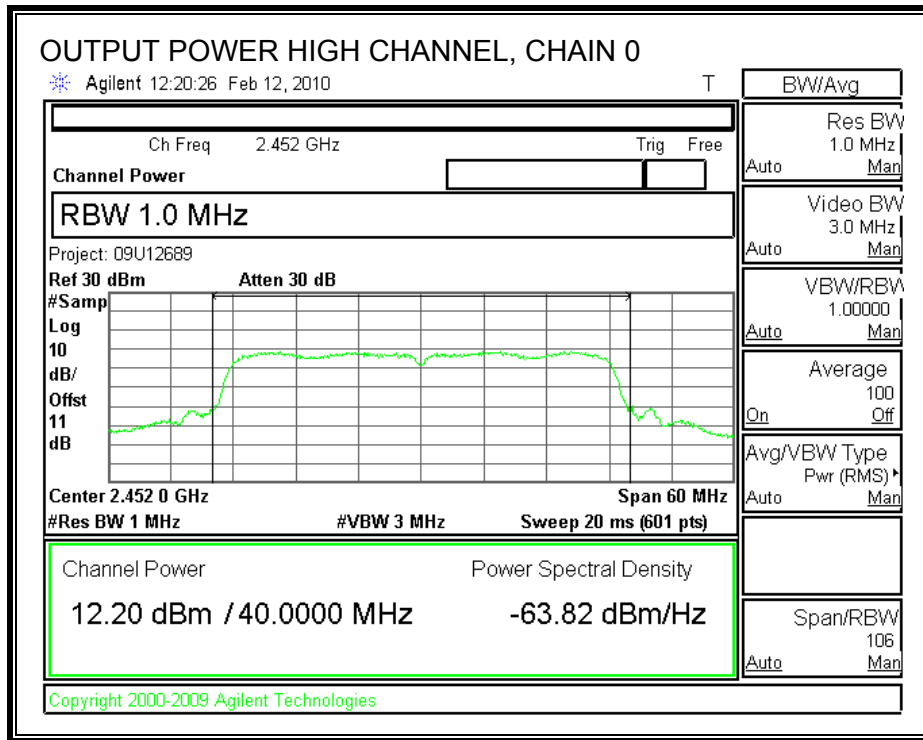 OUTPUT POWER HIGH CHANNEL, CHAIN 0
Agilent 12:20:26 Feb 12, 2010 T
Ch Freq 2.452 GHz Trig Free
Channel Power
RBW 1.0 MHz
Project: 09U12689
Ref 30 dBm Atten 30 dB
#Samp
Log
10
dB/
Offst
11
dB
Center 2.452 0 GHz Span 60 MHz
#Res BW 1 MHz #VBW 3 MHz Sweep 20 ms (601 pts)
Channel Power Power Spectral Density
12.20 dBm / 40.0000 MHz -63.82 dBm/Hz
Copyright 2000-2009 Agilent Technologies
BW/Avg
Res BW
1.0 MHz
Auto Man
Video BW
3.0 MHz
Auto Man
VBW/RBW
1.00000
Auto Man
Average
100
On Off
Avg/VBW Type
Pwr (RMS)
Auto Man
Span/RBW
106
Auto Man